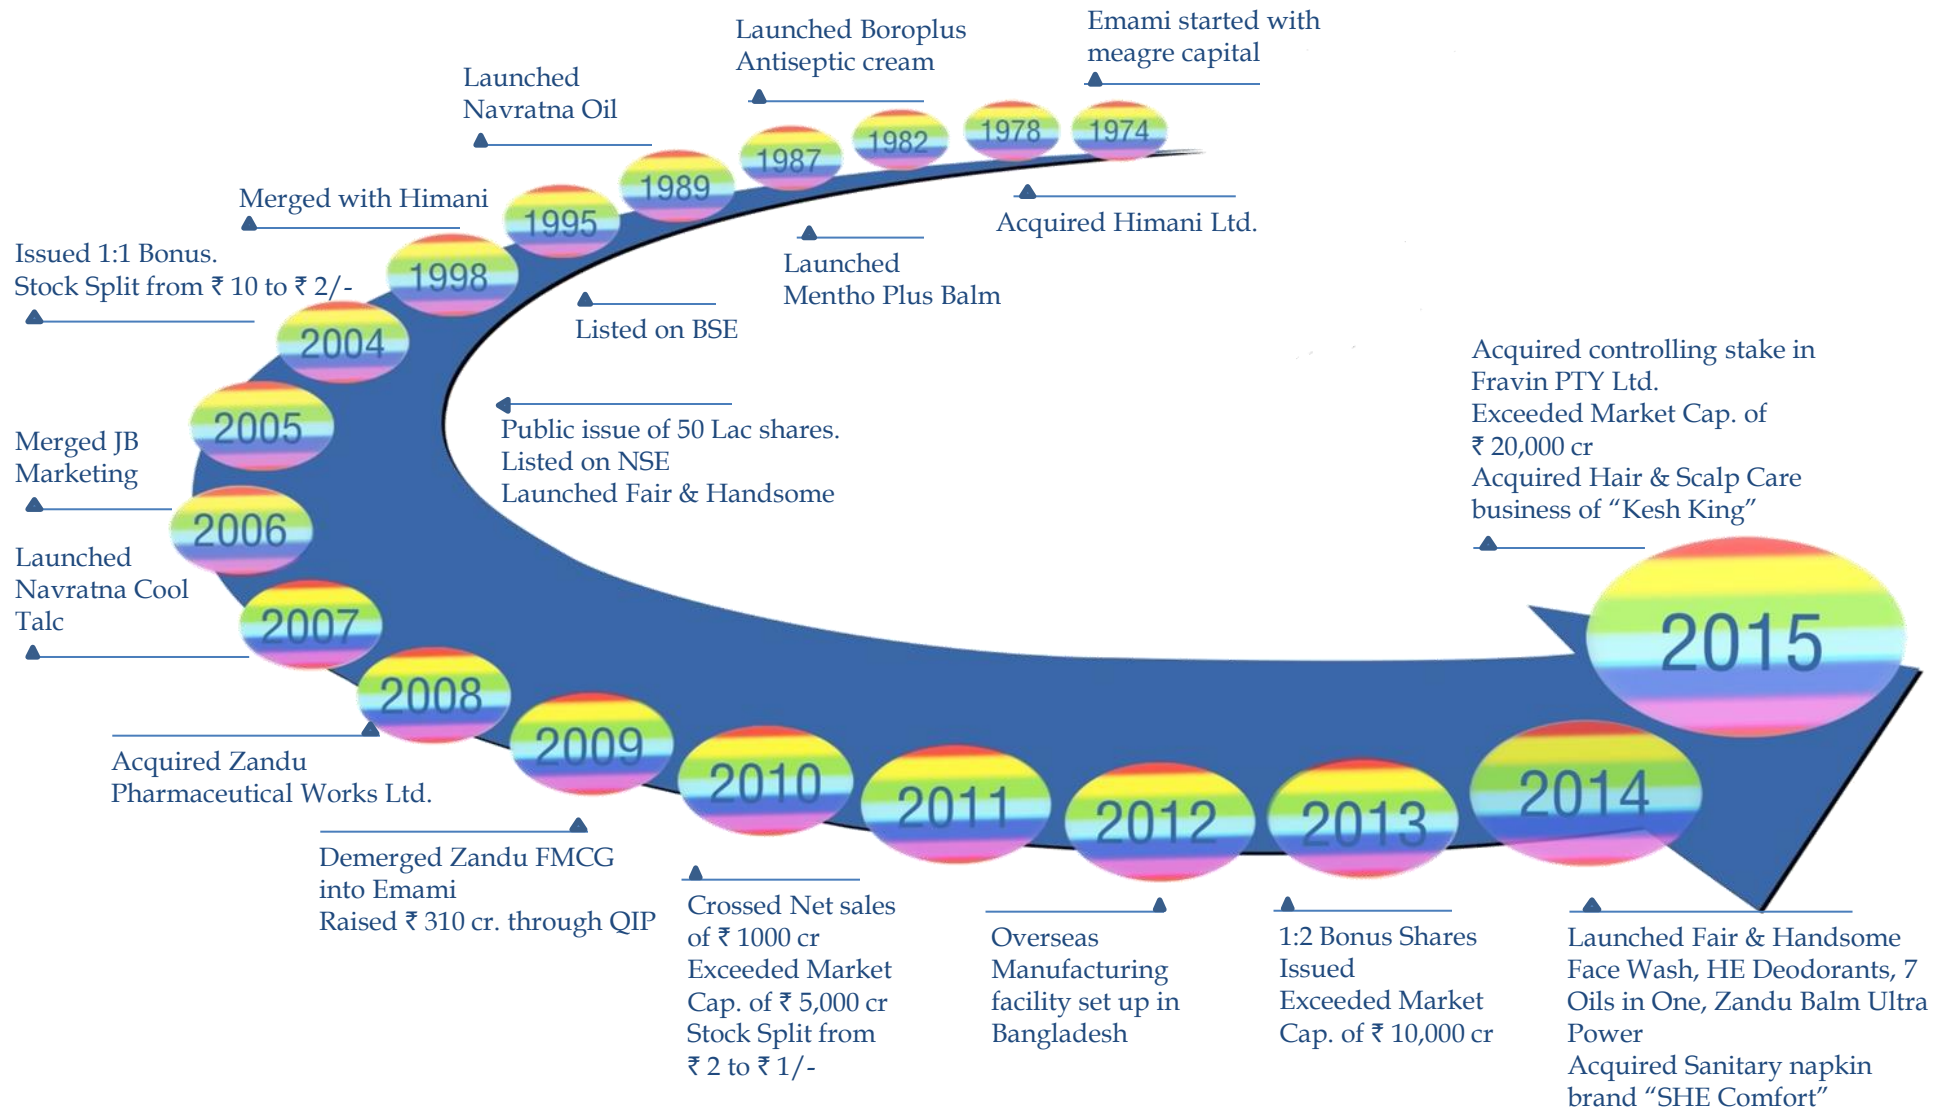 Emami started with
meagre capital
1974
1978
Acquired Himani Ltd.
Launched Boroplus
Antiseptic cream
1982
1987
Launched
Mentho Plus Balm
Launched
Navratna Oil
1989
1995
Listed on BSE
Merged with Himani
1998
Issued 1:1 Bonus.
Stock Split from ₹ 10 to ₹ 2/-
2004
2005
Public issue of 50 Lac shares.
Listed on NSE
Launched Fair & Handsome
Merged JB
Marketing
2006
Launched
Navratna Cool
Talc
2007
2008
Acquired Zandu
Pharmaceutical Works Ltd.
2009
Demerged Zandu FMCG
into Emami
Raised ₹ 310 cr. through QIP
2010
Crossed Net sales
of ₹ 1000 cr
Exceeded Market
Cap. of ₹ 5,000 cr
Stock Split from
₹ 2 to ₹ 1/-
2011
2012
Overseas
Manufacturing
facility set up in
Bangladesh
2013
1:2 Bonus Shares
Issued
Exceeded Market
Cap. of ₹ 10,000 cr
2014
Launched Fair & Handsome
Face Wash, HE Deodorants, 7
Oils in One, Zandu Balm Ultra
Power
Acquired Sanitary napkin
brand “SHE Comfort”
Acquired controlling stake in
Fravin PTY Ltd.
Exceeded Market Cap. of
₹ 20,000 cr
Acquired Hair & Scalp Care
business of “Kesh King”
2015